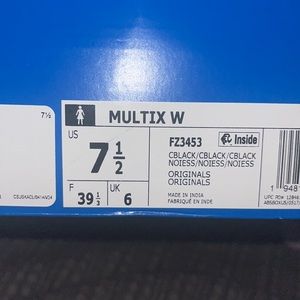 7½
MULTIX W
US
7 1/2
FZ3453
Inside
CBLACK/CBLACK/CBLACK
NOIESS/NOIESS/NOIESS
ORIGINALS
ORIGINALS
F
39 1/3
UK
6
MADE IN INDIA
FABRIQUÉ EN INDE